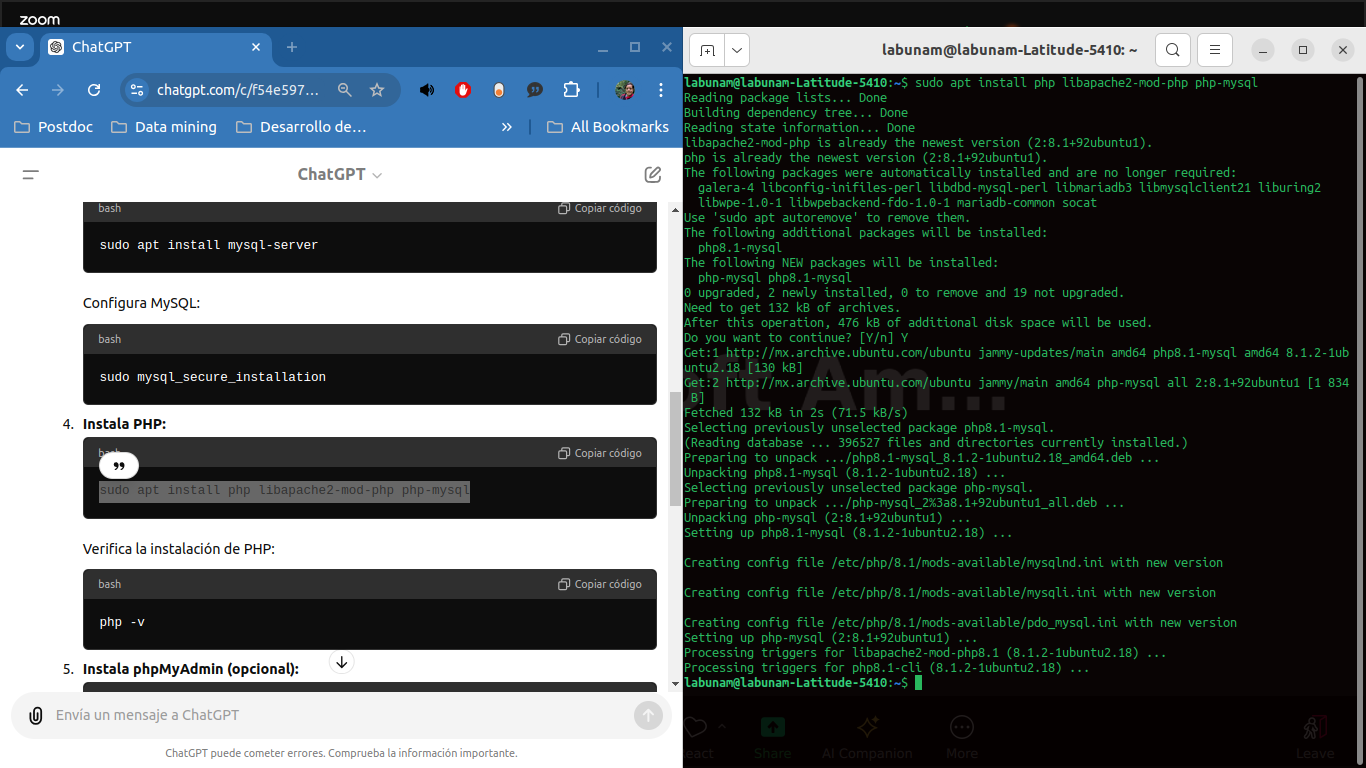 zoom
ChatGPT
chatgpt.com/c/f54e597...
Postdoc
Data mining
Desarrollo de...
»
All Bookmarks
ChatGPT
bash
Copiar código
sudo apt install mysql-server
Configura MySQL:
bash
Copiar código
sudo mysql_secure_installation
4. Instala PHP:
bash
Copiar código
sudo apt install php libapache2-mod-php php-mysql
Verifica la instalación de PHP:
bash
Copiar código
php -v
5. Instala phpMyAdmin (opcional):
Envía un mensaje a ChatGPT
ChatGPT puede cometer errores. Comprueba la información importante.
labunam@labunam-Latitude-5410: ~
labunam@labunam-Latitude-5410:~$ sudo apt install php libapache2-mod-php php-mysql
Reading package lists... Done
Building dependency tree... Done
Reading state information... Done
libapache2-mod-php is already the newest version (2:8.1+92ubuntu1).
php is already the newest version (2:8.1+92ubuntu1).
The following packages were automatically installed and are no longer required:
  galera-4 libconfig-inifiles-perl libdbd-mysql-perl libmariadb3 libmysqlclient21 liburing2
  libwpe-1.0-1 libwpebackend-fdo-1.0-1 mariadb-common socat
Use 'sudo apt autoremove' to remove them.
The following additional packages will be installed:
  php8.1-mysql
The following NEW packages will be installed:
  php-mysql php8.1-mysql
0 upgraded, 2 newly installed, 0 to remove and 19 not upgraded.
Need to get 132 kB of archives.
After this operation, 476 kB of additional disk space will be used.
Do you want to continue? [Y/n] Y
Get:1 http://mx.archive.ubuntu.com/ubuntu jammy-updates/main amd64 php8.1-mysql amd64 8.1.2-1ub
untu2.18 [130 kB]
Get:2 http://mx.archive.ubuntu.com/ubuntu jammy/main amd64 php-mysql all 2:8.1+92ubuntu1 [1 834
B]
Fetched 132 kB in 2s (71.5 kB/s)
Selecting previously unselected package php8.1-mysql.
(Reading database ... 396527 files and directories currently installed.)
Preparing to unpack .../php8.1-mysql_8.1.2-1ubuntu2.18_amd64.deb ...
Unpacking php8.1-mysql (8.1.2-1ubuntu2.18) ...
Selecting previously unselected package php-mysql.
Preparing to unpack .../php-mysql_2%3a8.1+92ubuntu1_all.deb ...
Unpacking php-mysql (2:8.1+92ubuntu1) ...
Setting up php8.1-mysql (8.1.2-1ubuntu2.18) ...
Creating config file /etc/php/8.1/mods-available/mysqlnd.ini with new version
Creating config file /etc/php/8.1/mods-available/mysqli.ini with new version
Creating config file /etc/php/8.1/mods-available/pdo_mysql.ini with new version
Setting up php-mysql (2:8.1+92ubuntu1) ...
Processing triggers for libapache2-mod-php8.1 (8.1.2-1ubuntu2.18) ...
Processing triggers for php8.1-cli (8.1.2-1ubuntu2.18) ...
labunam@labunam-Latitude-5410:~$
oft Am...
eact
Share
AI Companion
More
Leave